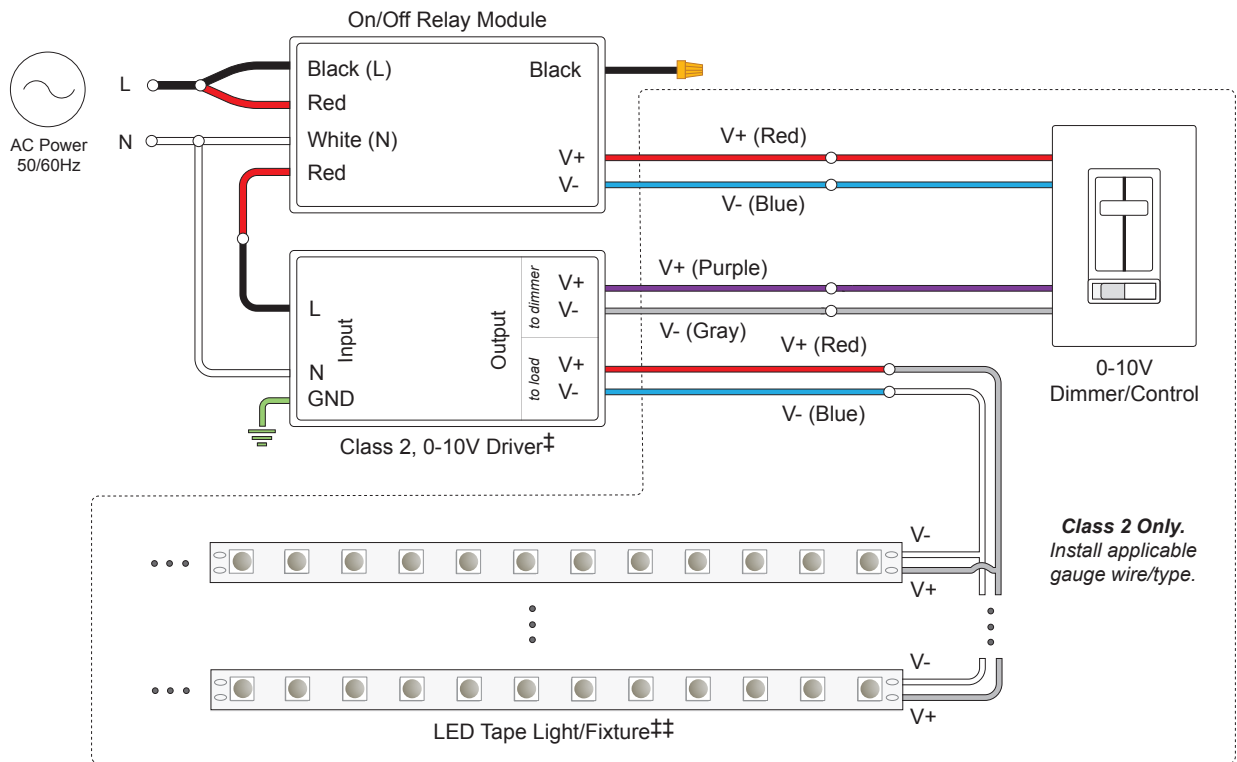 On/Off Relay Module
AC Power
50/60Hz
L
N
Black (L)
Red
White (N)
Red
Black
V+
V-
V+ (Red)
V- (Blue)
L
N
GND
Input
Output
to dimmer
V+
V-
to load
V+
V-
V+ (Purple)
V- (Gray)
V+ (Red)
V- (Blue)
0-10V
Dimmer/Control
Class 2, 0-10V Driver‡
Class 2 Only.
Install applicable
gauge wire/type.
V-
V+
V-
V+
LED Tape Light/Fixture‡‡